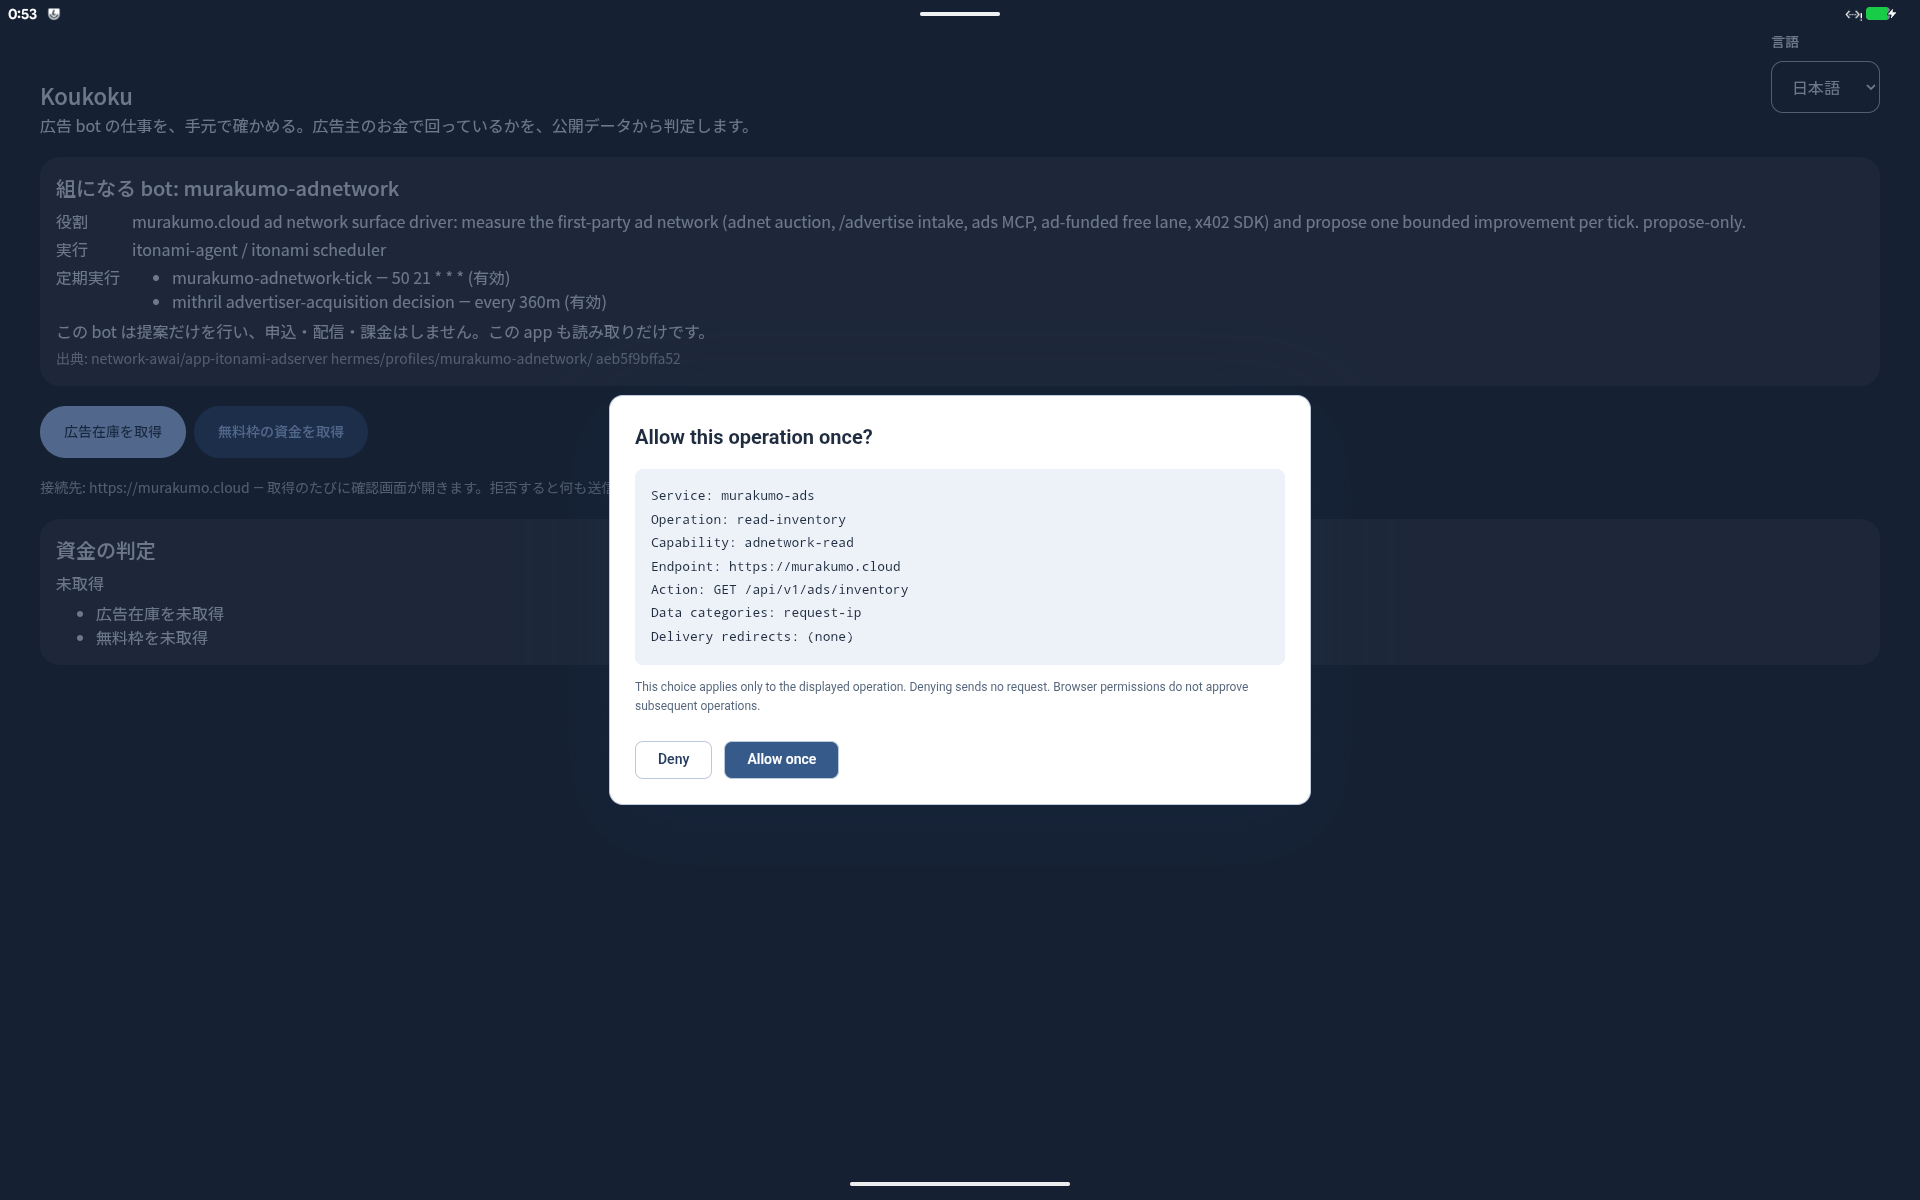 0:53
言語
日本語
Koukoku
広告 bot の仕事を、手元で確かめる。広告主のお金で回っているかを、公開データから判定します。
組になる bot: murakumo-adnetwork
役割 murakumo.cloud ad network surface driver: measure the first-party ad network (adnet auction, /advertise intake, ads MCP, ad-funded free lane, x402 SDK) and propose one bounded improvement per tick. propose-only.
実行 itonami-agent / itonami scheduler
定期実行 • murakumo-adnetwork-tick — 50 21 * * * (有効)
• mithril advertiser-acquisition decision — every 360m (有効)
この bot は提案だけを行い、申込・配信・課金はしません。この app も読み取りだけです。
出典: network-awai/app-itonami-adserver hermes/profiles/murakumo-adnetwork/ aeb5f9bffa52
広告在庫を取得 無料枠の資金を取得
接続先: https://murakumo.cloud — 取得のたびに確認画面が開きます。拒否すると何も送信
資金の判定
未取得
• 広告在庫を未取得
• 無料枠を未取得
Allow this operation once?
Service: murakumo-ads
Operation: read-inventory
Capability: adnetwork-read
Endpoint: https://murakumo.cloud
Action: GET /api/v1/ads/inventory
Data categories: request-ip
Delivery redirects: (none)
This choice applies only to the displayed operation. Denying sends no request. Browser permissions do not approve
subsequent operations.
Deny Allow once